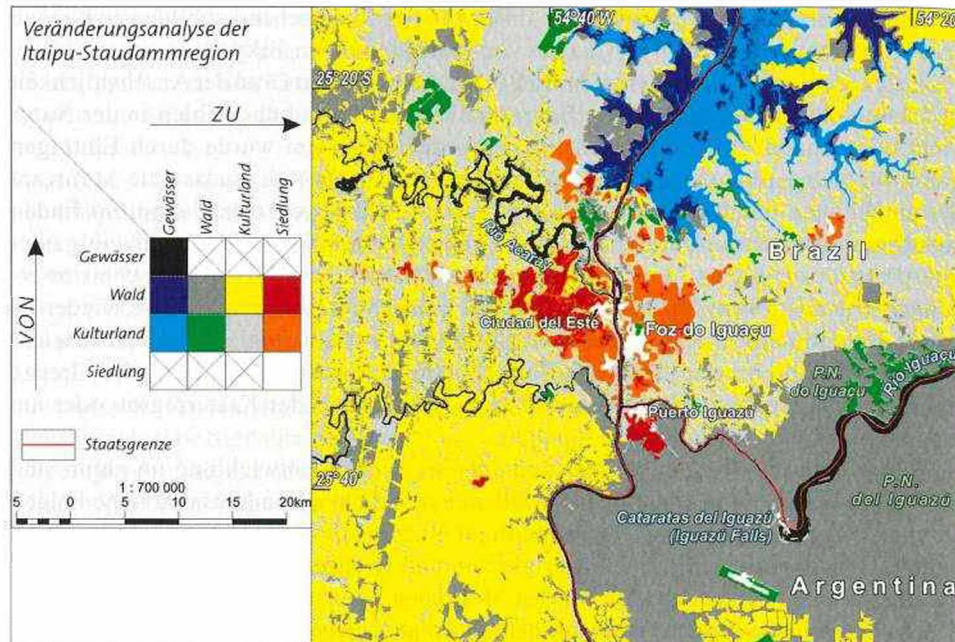 Veränderungsanalyse der
Itaipu-Staudammregion
ZU
Gewässer
Wald
Kulturland
Siedlung
VON
Gewässer
Wald
Kulturland
Siedlung
Staatsgrenze
1 : 700 000
5 0 5 10 15 20km
54°40'W
54°20'
25°20'S
25°40'
Rio Acaray
Brazil
Ciudad del Este
Foz do Iguaçu
P.N.
do Iguaçu
Rio Iguaçu
Puerto Iguazú
P.N.
del Iguazú
Cataratas del Iguazú
(Iguazú Falls)
Argentina